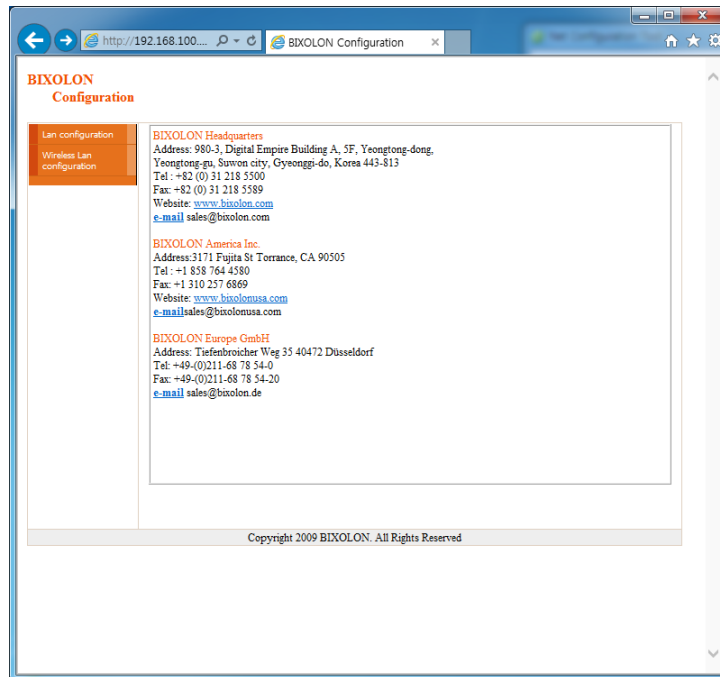 http://192.168.100....
BIXOLON Configuration
BIXOLON
Configuration
Lan configuration
Wireless Lan
configuration
BIXOLON Headquarters
Address: 980-3, Digital Empire Building A, 5F, Yeongtong-dong,
Yeongtong-gu, Suwon city, Gyeonggi-do, Korea 443-813
Tel : +82 (0) 31 218 5500
Fax: +82 (0) 31 218 5589
Website: www.bixolon.com
e-mail sales@bixolon.com
BIXOLON America Inc.
Address:3171 Fujita St Torrance, CA 90505
Tel : +1 858 764 4580
Fax: +1 310 257 6869
Website: www.bixolonusa.com
e-mailsales@bixolonusa.com
BIXOLON Europe GmbH
Address: Tiefenbroicher Weg 35 40472 Düsseldorf
Tel: +49-(0)211-68 78 54-0
Fax: +49-(0)211-68 78 54-20
e-mail sales@bixolon.de
Copyright 2009 BIXOLON. All Rights Reserved